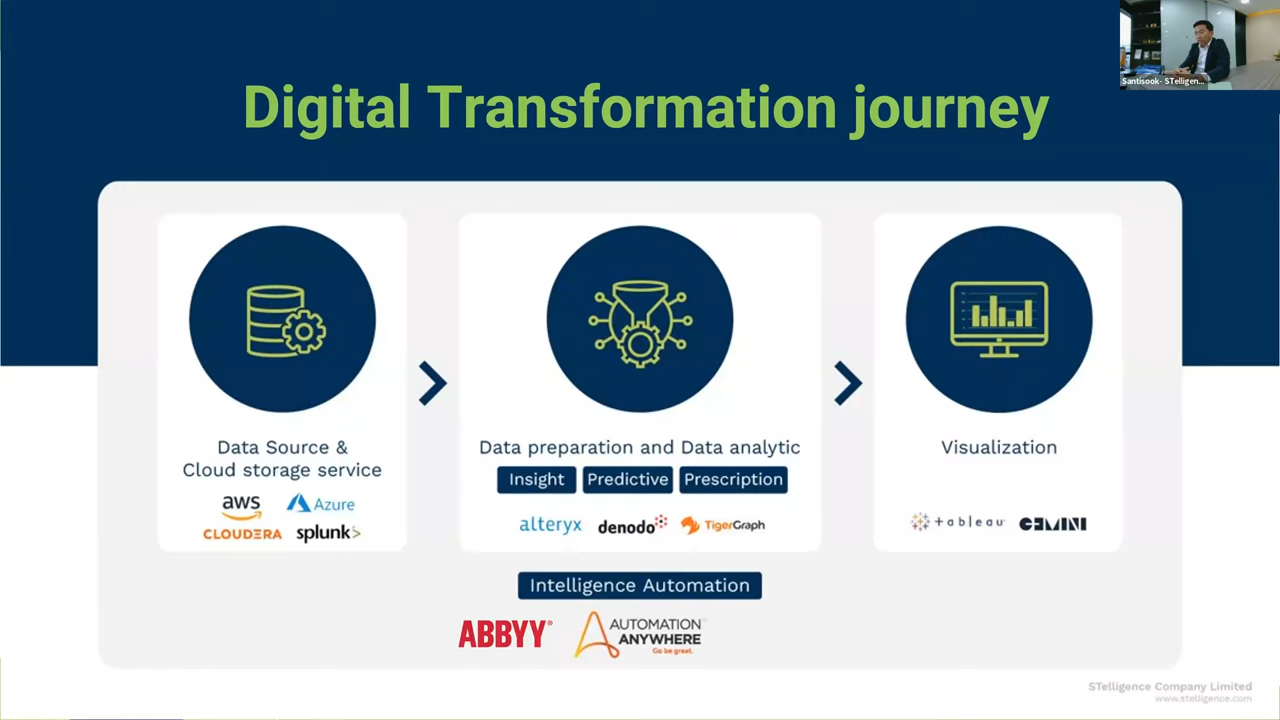 Santisook- STelligen...
Digital Transformation journey
Data Source &
Cloud storage service
aws
Azure
CLOUDERA
splunk>
Data preparation and Data analytic
Insight
Predictive
Prescription
alteryx
denodo
TigerGraph
Visualization
+ableau
GEMINI
Intelligence Automation
ABBYY®
AUTOMATION
ANYWHERE
Go be great.
STelligence Company Limited
www.stelligence.com